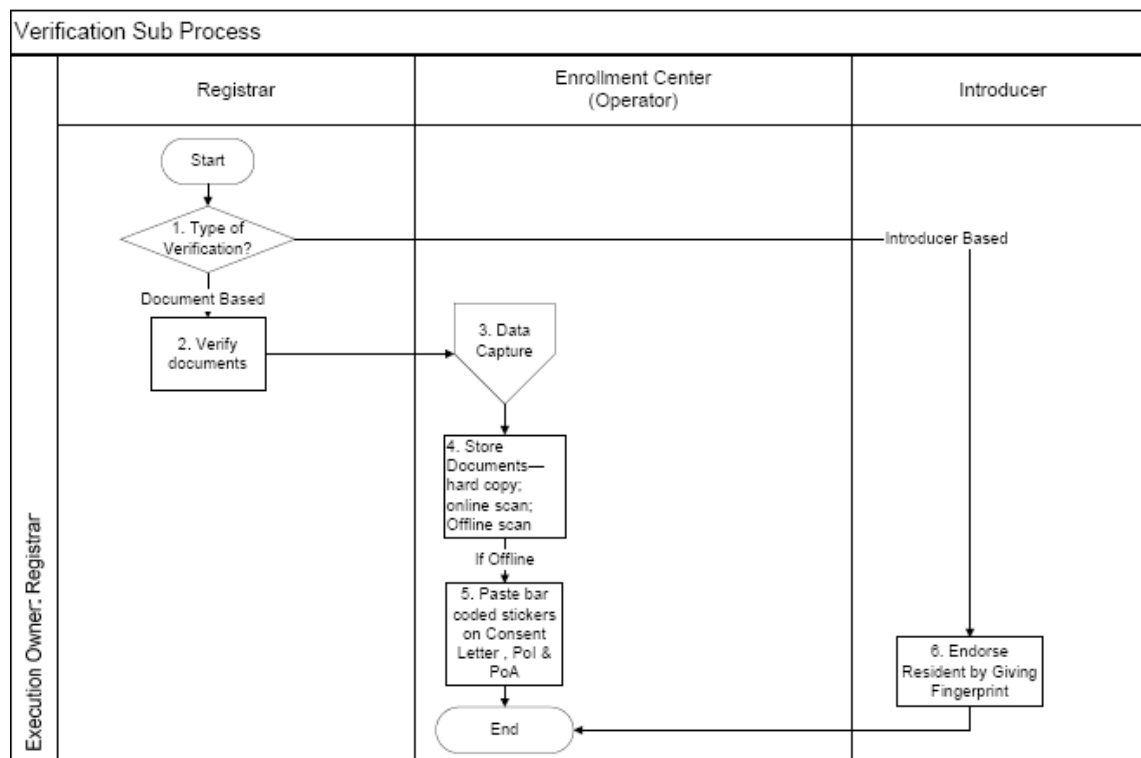 Verification Sub Process
Registrar
Enrollment Center
(Operator)
Introducer
Start
1. Type of
Verification?
Introducer Based
Document Based
2. Verify
documents
3. Data
Capture
4. Store
Documents—
hard copy;
online scan;
Offline scan
If Offline
5. Paste bar
coded stickers
on Consent
Letter , PoI &
PoA
6. Endorse
Resident by Giving
Fingerprint
End
Execution Owner: Registrar